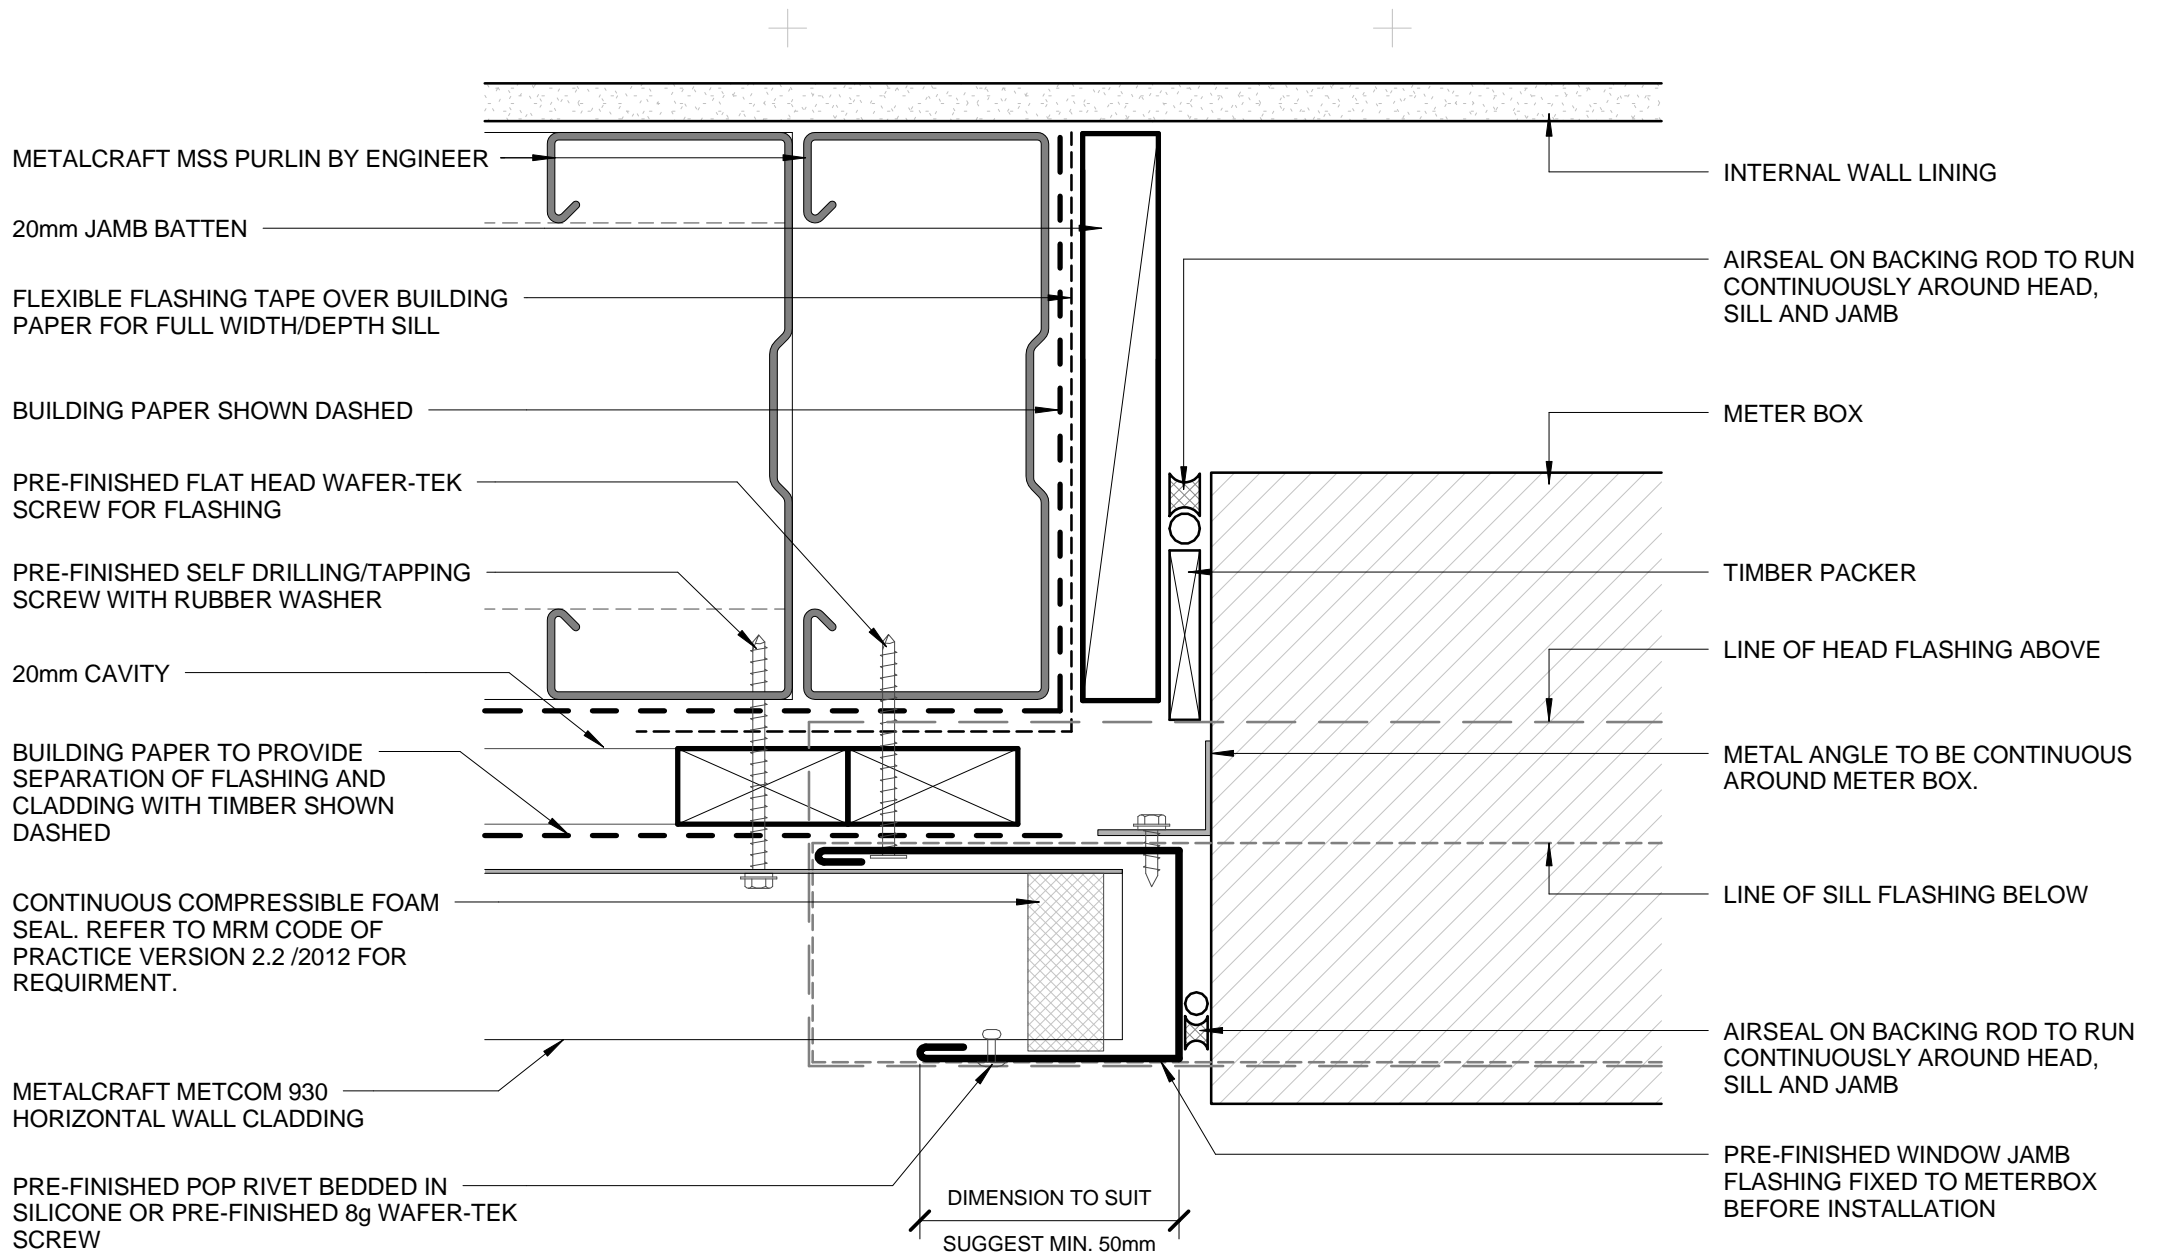 METALCRAFT MSS PURLIN BY ENGINEER
20mm JAMB BATTEN
FLEXIBLE FLASHING TAPE OVER BUILDING
PAPER FOR FULL WIDTH/DEPTH SILL
BUILDING PAPER SHOWN DASHED
PRE-FINISHED FLAT HEAD WAFER-TEK
SCREW FOR FLASHING
PRE-FINISHED SELF DRILLING/TAPPING
SCREW WITH RUBBER WASHER
20mm CAVITY
BUILDING PAPER TO PROVIDE
SEPARATION OF FLASHING AND
CLADDING WITH TIMBER SHOWN
DASHED
CONTINUOUS COMPRESSIBLE FOAM
SEAL. REFER TO MRM CODE OF
PRACTICE VERSION 2.2 /2012 FOR
REQUIRMENT.
METALCRAFT METCOM 930
HORIZONTAL WALL CLADDING
PRE-FINISHED POP RIVET BEDDED IN
SILICONE OR PRE-FINISHED 8g WAFER-TEK
SCREW
DIMENSION TO SUIT
SUGGEST MIN. 50mm
INTERNAL WALL LINING
AIRSEAL ON BACKING ROD TO RUN
CONTINUOUSLY AROUND HEAD,
SILL AND JAMB
METER BOX
TIMBER PACKER
LINE OF HEAD FLASHING ABOVE
METAL ANGLE TO BE CONTINUOUS
AROUND METER BOX.
LINE OF SILL FLASHING BELOW
AIRSEAL ON BACKING ROD TO RUN
CONTINUOUSLY AROUND HEAD,
SILL AND JAMB
PRE-FINISHED WINDOW JAMB
FLASHING FIXED TO METERBOX
BEFORE INSTALLATION